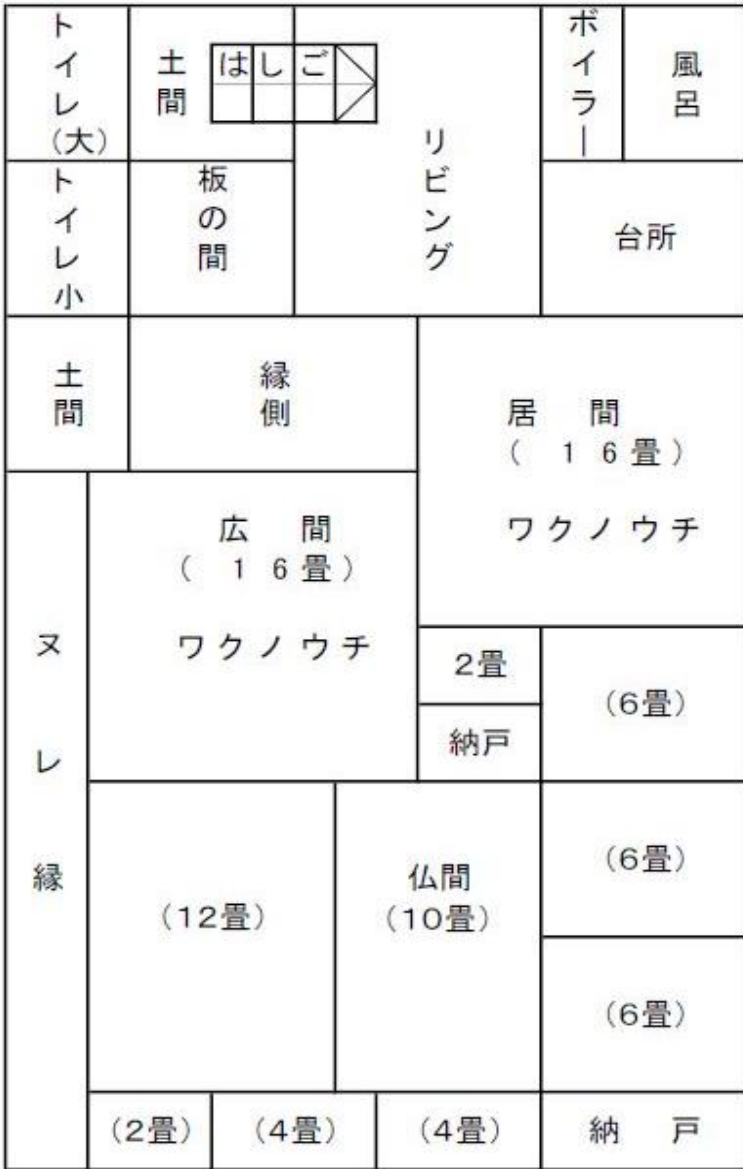 トイレ(大)
土間
はしご
リビング
ボイラー
風呂
トイレ小
板の間
台所
土間
縁側
居間
(16畳)
ワクノウチ
広間
(16畳)
ワクノウチ
ヌレ縁
2畳
納戸
(6畳)
(12畳)
仏間
(10畳)
(6畳)
(6畳)
(2畳)
(4畳)
(4畳)
納戸